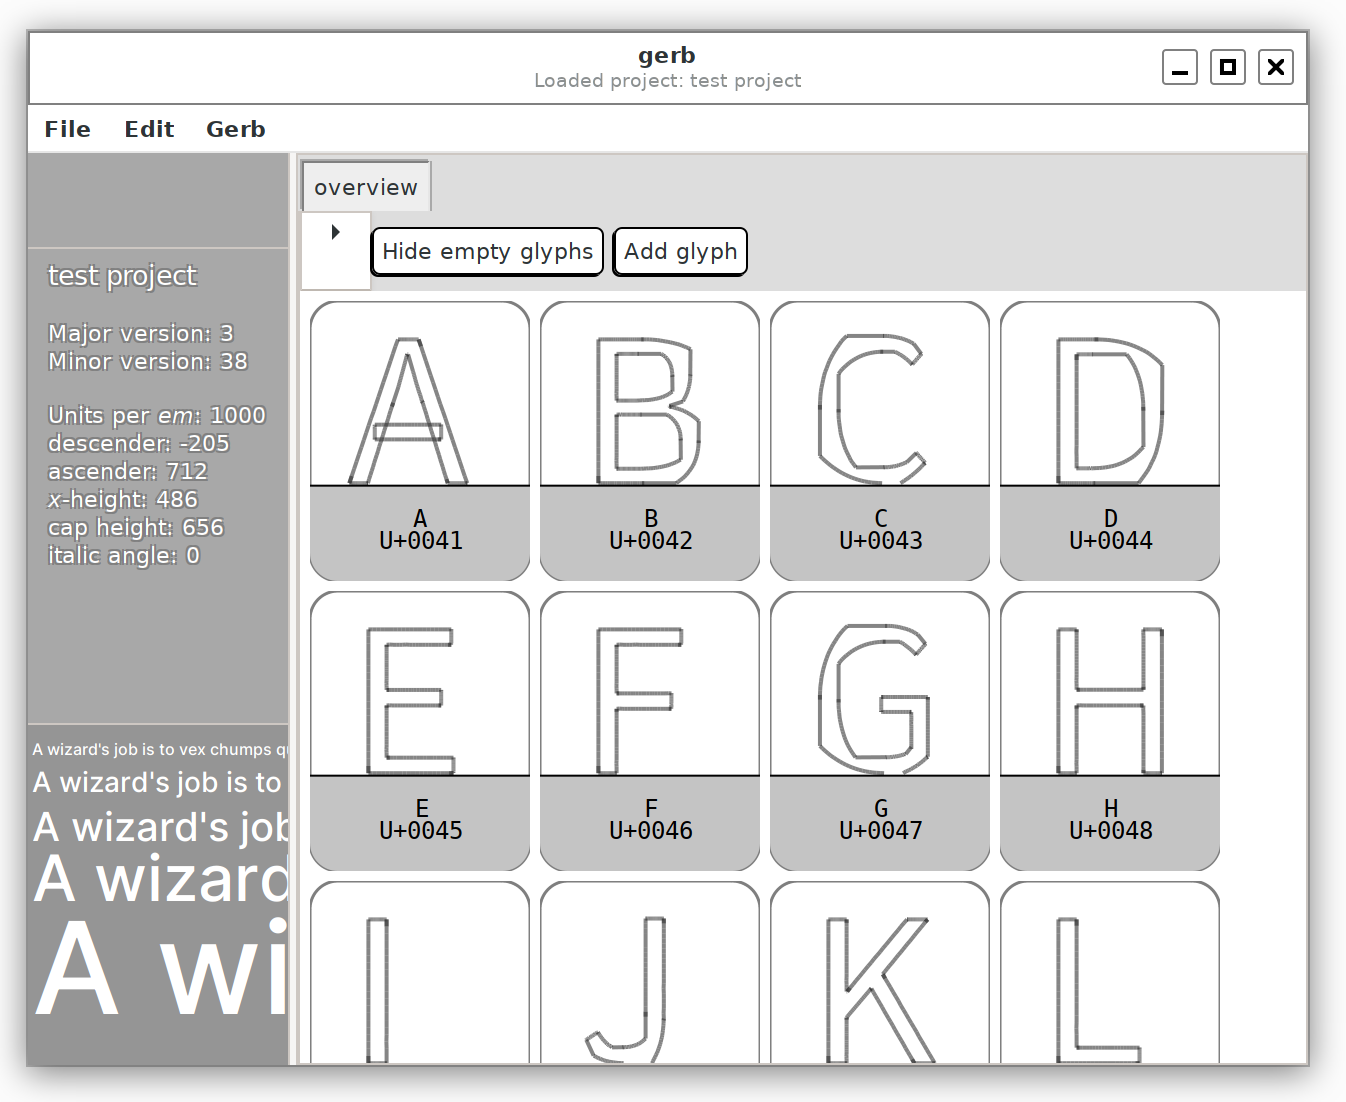 gerb
Loaded project: test project
File Edit Gerb
overview
Hide empty glyphs Add glyph
test project
Major version: 3
Minor version: 38
Units per em: 1000
descender: -205
ascender: 712
x-height: 486
cap height: 656
italic angle: 0
A wizard's job is to vex chumps
A wizard's job is to
A wizard's job
A wizard
A wi
A B C D
A B C D
U+0041 U+0042 U+0043 U+0044
E F G H
E F G H
U+0045 U+0046 U+0047 U+0048
I J K L